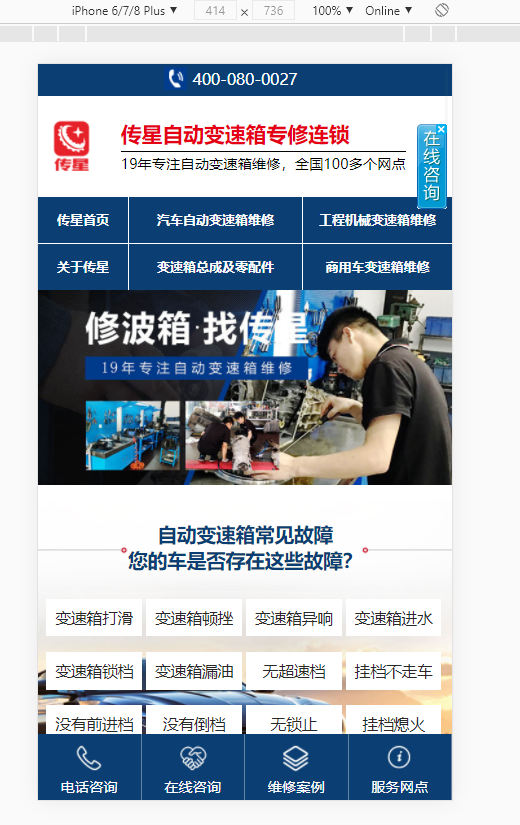 iPhone 6/7/8 Plus ▼ 414 × 736 100% ▼ Online ▼
400-080-0027
传星
传星自动变速箱专修连锁
19年专注自动变速箱维修，全国100多个网点
在线咨询
传星首页 汽车自动变速箱维修 工程机械变速箱维修
关于传星 变速箱总成及零配件 商用车变速箱维修
修波箱·找传星
19年专注自动变速箱维修
自动变速箱常见故障
您的车是否存在这些故障？
变速箱打滑 变速箱顿挫 变速箱异响 变速箱进水
变速箱锁档 变速箱漏油 无超速档 挂档不走车
没有前进档 没有倒档 无锁止 挂档熄火
电话咨询 在线咨询 维修案例 服务网点